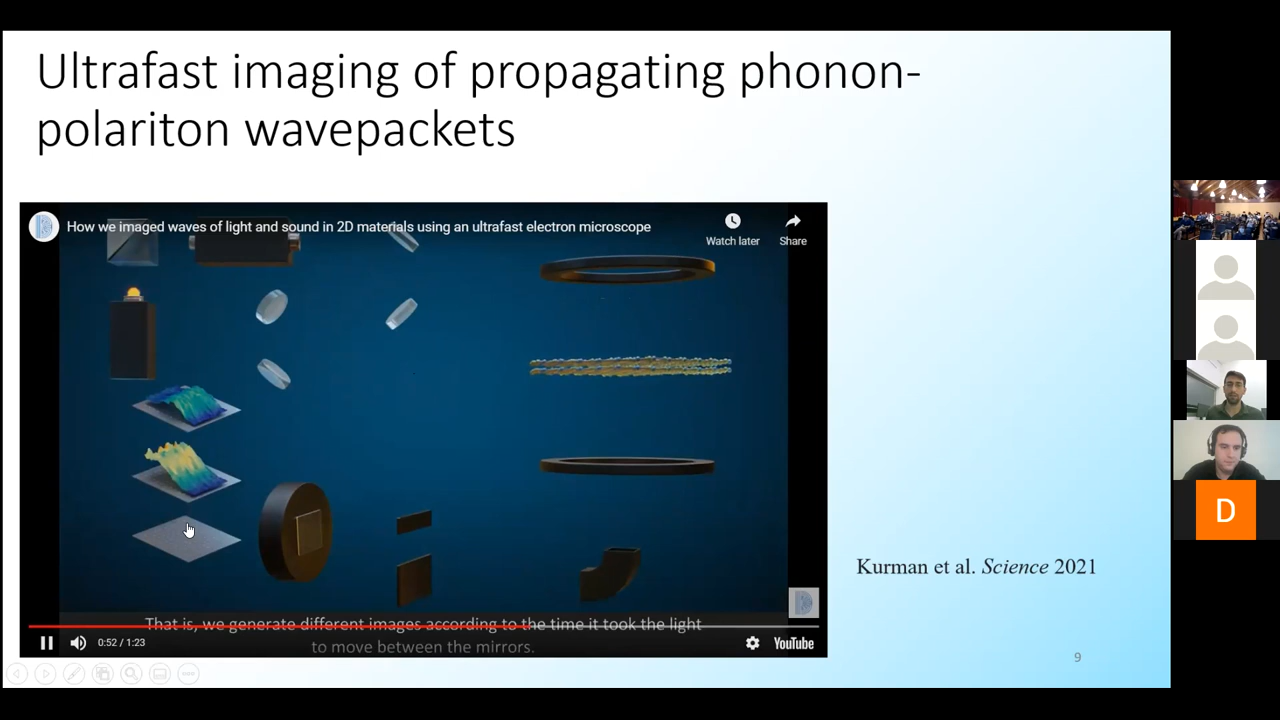 Ultrafast imaging of propagating phonon-
polariton wavepackets
How we imaged waves of light and sound in 2D materials using an ultrafast electron microscope
Watch later
Share
Kurman et al. Science 2021
That is, we generate different images according to the time it took the light
to move between the mirrors.
0:52 / 1:23
YouTube
9
D